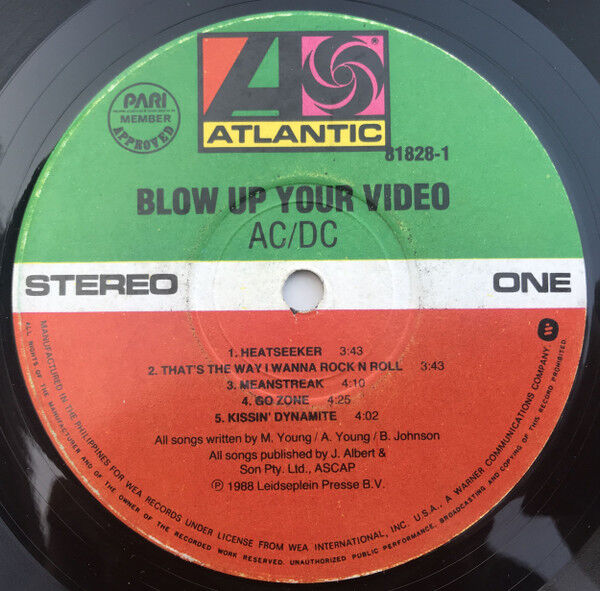 PARI
MEMBER
APPROVED
ATLANTIC
81828-1
BLOW UP YOUR VIDEO
AC/DC
STEREO
ONE
1. HEATSEEKER 3:43
2. THAT'S THE WAY I WANNA ROCK N ROLL 3:43
3. MEANSTREAK 4:10
4. GO ZONE 4:25
5. KISSIN' DYNAMITE 4:02
All songs written by M. Young / A. Young / B. Johnson
All songs published by J. Albert &
Son Pty. Ltd., ASCAP
℗ 1988 Leidseplein Presse B.V.
MANUFACTURED IN THE PHILIPPINES FOR WEA RECORDS UNDER LICENSE FROM WEA INTERNATIONAL, INC. U.S.A., A WARNER COMMUNICATIONS COMPANY
ALL RIGHTS OF THE MANUFACTURER AND OF THE OWNER OF THE RECORDED WORK RESERVED. UNAUTHORIZED PUBLIC PERFORMANCE, BROADCASTING AND COPYING OF THIS RECORD PROHIBITED.